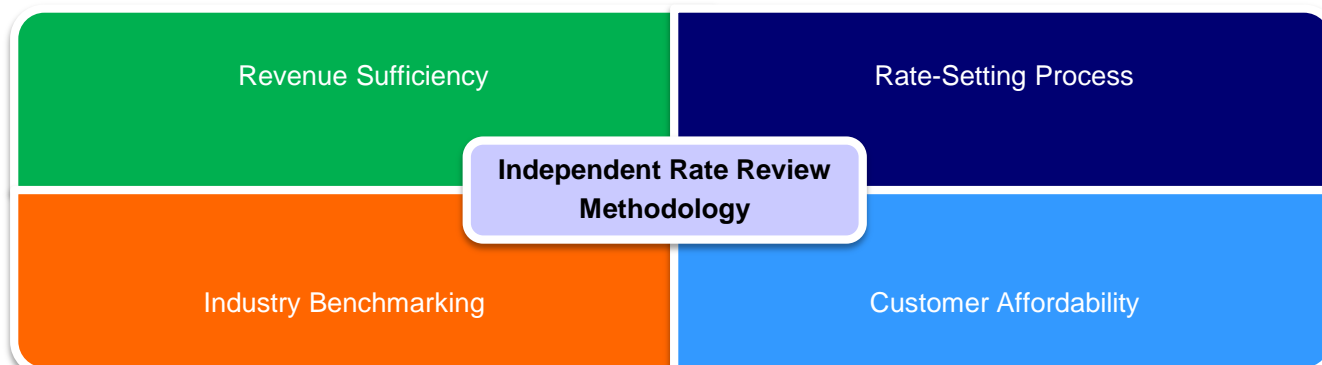 Revenue Sufficiency
Rate-Setting Process
Independent Rate Review
Methodology
Industry Benchmarking
Customer Affordability